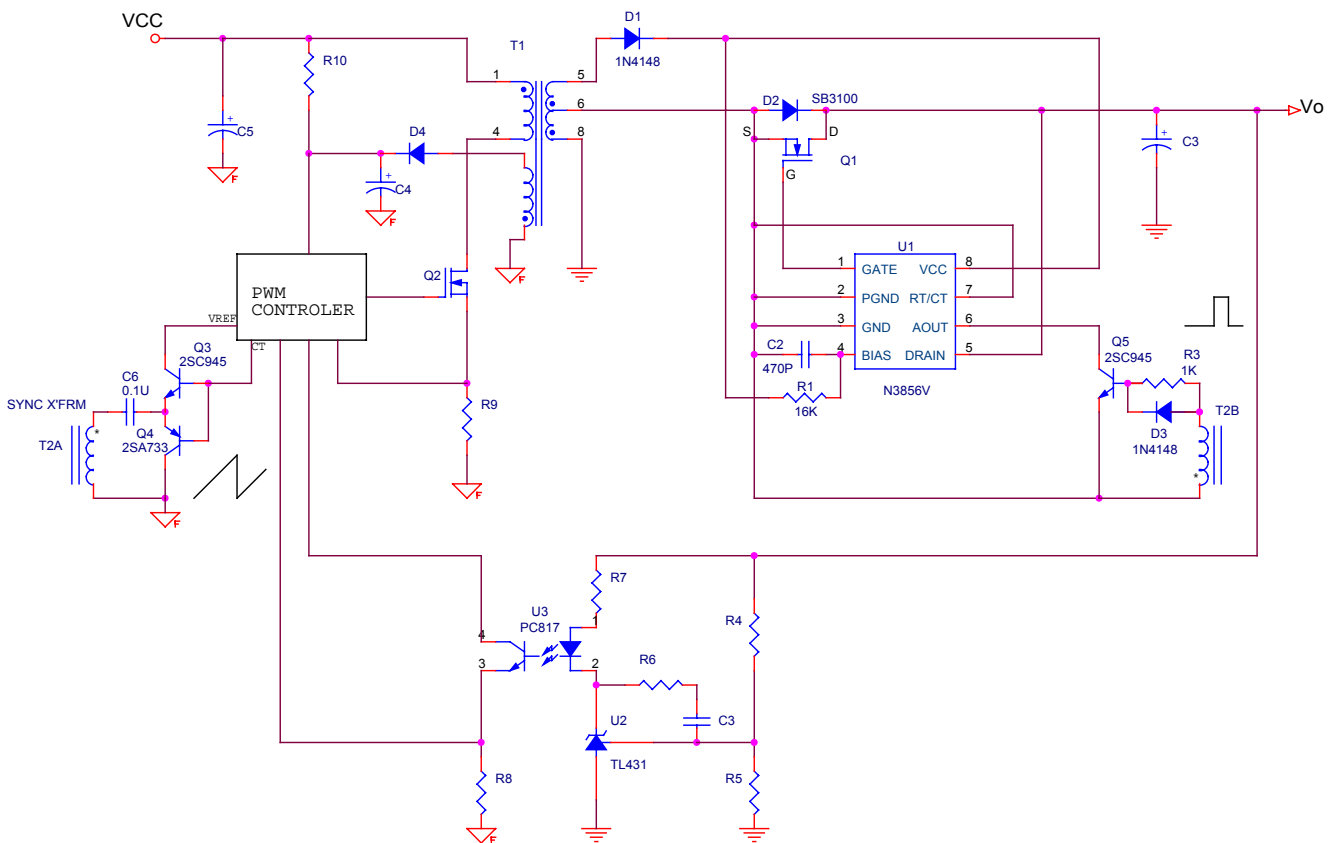 VCC
D1
T1
1N4148
R10
1
5
6
D2
SB3100
Vo
+
C5
D4
4
8
S
D
Q1
G
+
C3
+
C4
F
F
U1
1
GATE
VCC
8
2
PGND
RT/CT
7
3
GND
AOUT
6
4
BIAS
DRAIN
5
N3856V
F
Q2
PWM
CONTROLER
VREF
CT
Q3
2SC945
C6
0.1U
SYNC X'FRM
T2A
*
Q4
2SA733
F
R9
F
C2
470P
R1
16K
Q5
2SC945
R3
1K
T2B
D3
1N4148
*
R7
U3
PC817
1
4
3
2
R6
R4
U2
TL431
C3
R8
R5
F